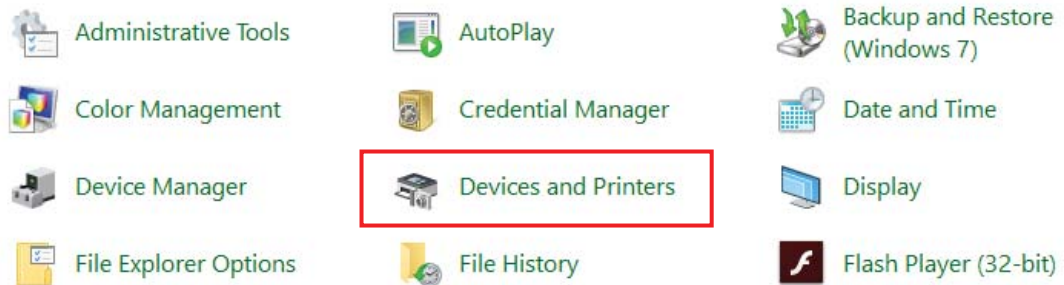 Administrative Tools
AutoPlay
Backup and Restore
(Windows 7)
Color Management
Credential Manager
Date and Time
Device Manager
Devices and Printers
Display
File Explorer Options
File History
Flash Player (32-bit)